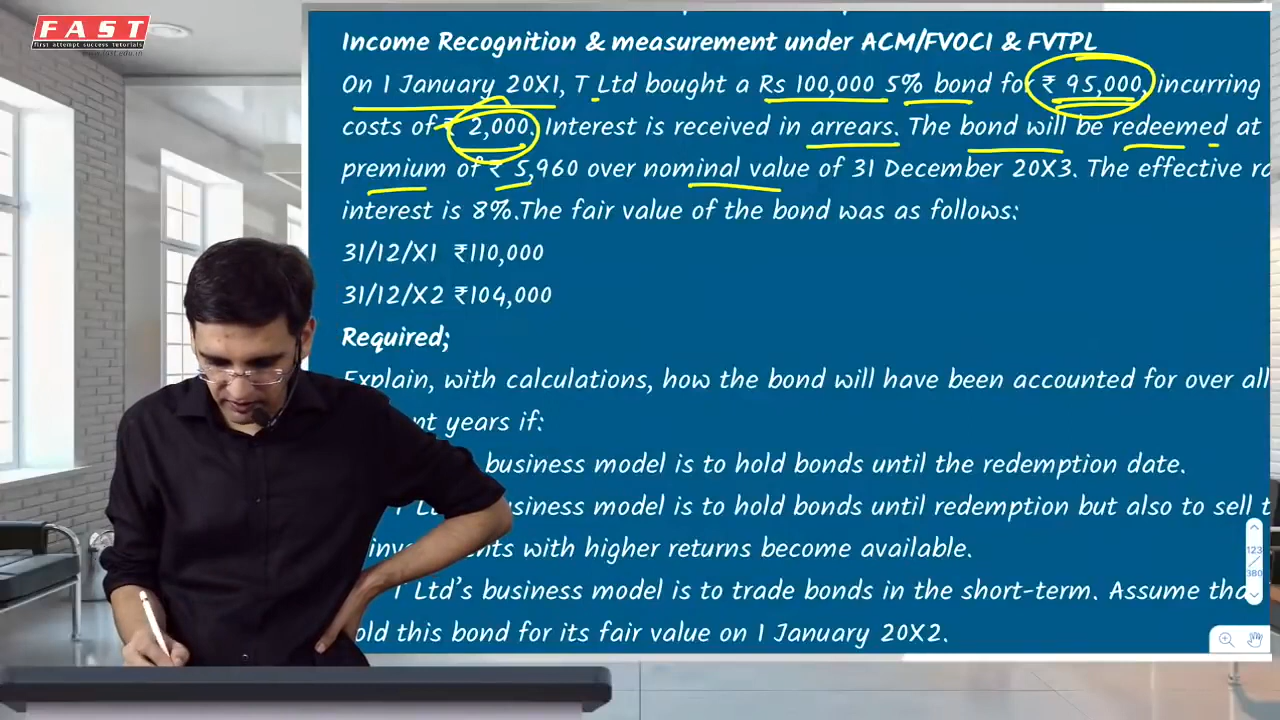 FAST
first attempt success tutorials
www.fast.edu.in
Income Recognition & measurement under ACM/FVOCI & FVTPL
On 1 January 20X1, T Ltd bought a Rs 100,000 5% bond for ₹ 95,000, incurring
costs of ₹ 2,000. Interest is received in arrears. The bond will be redeemed at
premium of ₹ 5,960 over nominal value of 31 December 20X3. The effective
interest is 8%.The fair value of the bond was as follows:
31/12/X1 ₹110,000
31/12/X2 ₹104,000
Required;
Explain, with calculations, how the bond will have been accounted for over all
years if:
business model is to hold bonds until the redemption date.
business model is to hold bonds until redemption but also to sell
with higher returns become available.
T Ltd's business model is to trade bonds in the short-term. Assume
this bond for its fair value on 1 January 20X2.
123
380